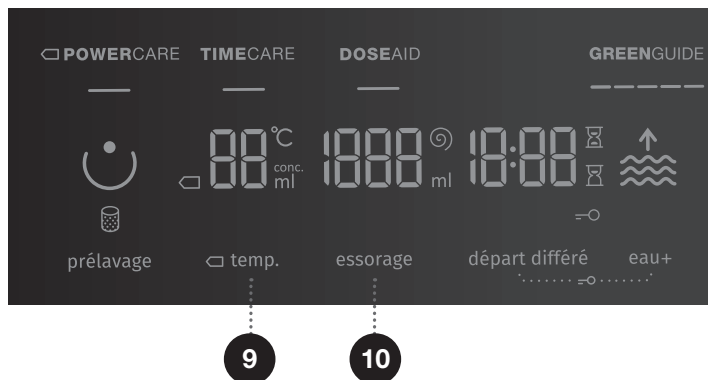 POWERCARE TIMECARE DOSEAID GREENGUIDE
88 °C 1888 18:88
conc.
ml ml
prélavage temp. essorage départ différé eau+
9 10